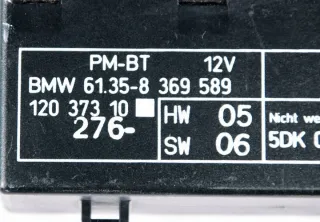 PM-BT 12V
BMW 61.35-8 369 589
120 373 10
276-
HW 05
SW 06
Nicht we
5DK